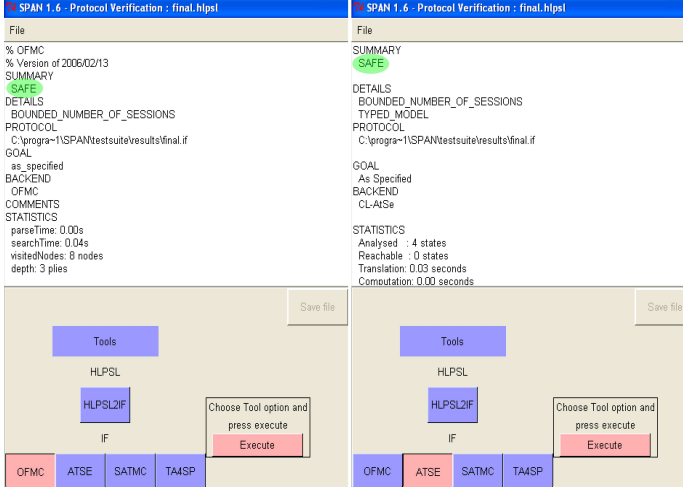 SPAN 1.6 - Protocol Verification : final.hlpsl
File
% OFMC
% Version of 2006/02/13
SUMMARY
SAFE
DETAILS
BOUNDED_NUMBER_OF_SESSIONS
PROTOCOL
C:\progra~1\SPAN\testsuite\results\final.if
GOAL
as_specified
BACKEND
OFMC
COMMENTS
STATISTICS
parseTime: 0.00s
searchTime: 0.04s
visitedNodes: 8 nodes
depth: 3 plies
Save file
Tools
HLPSL
HLPSL2IF
Choose Tool option and
press execute
IF
Execute
OFMC ATSE SATMC TA4SP
SPAN 1.6 - Protocol Verification : final.hlpsl
File
SUMMARY
SAFE
DETAILS
BOUNDED_NUMBER_OF_SESSIONS
TYPED_MODEL
PROTOCOL
C:\progra~1\SPAN\testsuite\results\final.if
GOAL
As Specified
BACKEND
CL-AtSe
STATISTICS
Analysed : 4 states
Reachable : 0 states
Translation: 0.03 seconds
Computation: 0.00 seconds
Save file
Tools
HLPSL
HLPSL2IF
Choose Tool option and
press execute
IF
Execute
OFMC ATSE SATMC TA4SP